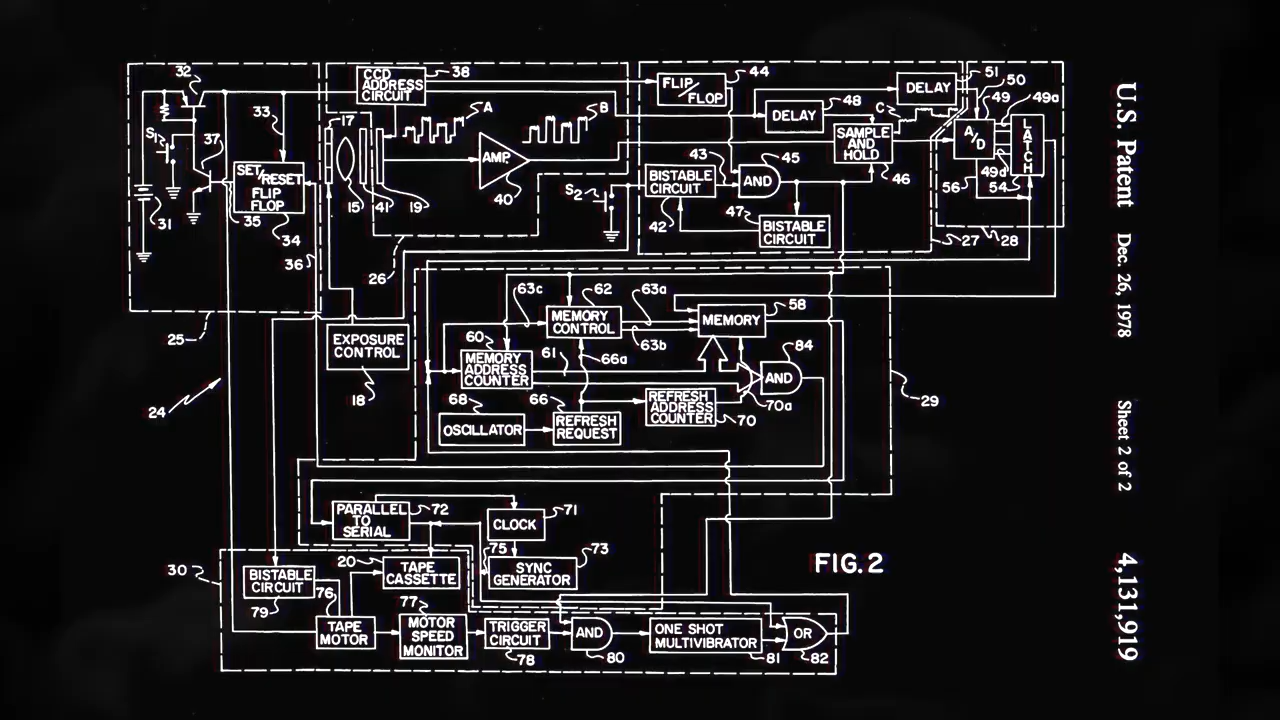 U.S. Patent Dec. 26, 1978 Sheet 2 of 2 4,131,919
32
CCD
ADDRESS
CIRCUIT
38
FLIP/
FLOP
44
DELAY
51
50
49
49a
A
B
48
DELAY
C
33
17
S1
37
AMP.
SAMPLE
AND
HOLD
A/D
LATCH
SET/RESET
FLIP
FLOP
43
45
BISTABLE
CIRCUIT
AND
46
49d
56
54
S2
40
31
35
34
15
41
19
42
47
BISTABLE
CIRCUIT
27
28
36
26
63c
62
63a
58
25
EXPOSURE
CONTROL
MEMORY
CONTROL
MEMORY
60
63b
84
61
66a
MEMORY
ADDRESS
COUNTER
AND
24
18
68
66
REFRESH
ADDRESS
COUNTER
70a
29
70
OSCILLATOR
REFRESH
REQUEST
PARALLEL
TO
SERIAL
72
CLOCK
71
75
73
20
30
TAPE
CASSETTE
SYNC
GENERATOR
FIG. 2
BISTABLE
CIRCUIT
76
79
77
TAPE
MOTOR
MOTOR
SPEED
MONITOR
TRIGGER
CIRCUIT
AND
ONE SHOT
MULTIVIBRATOR
OR
78
80
81
82